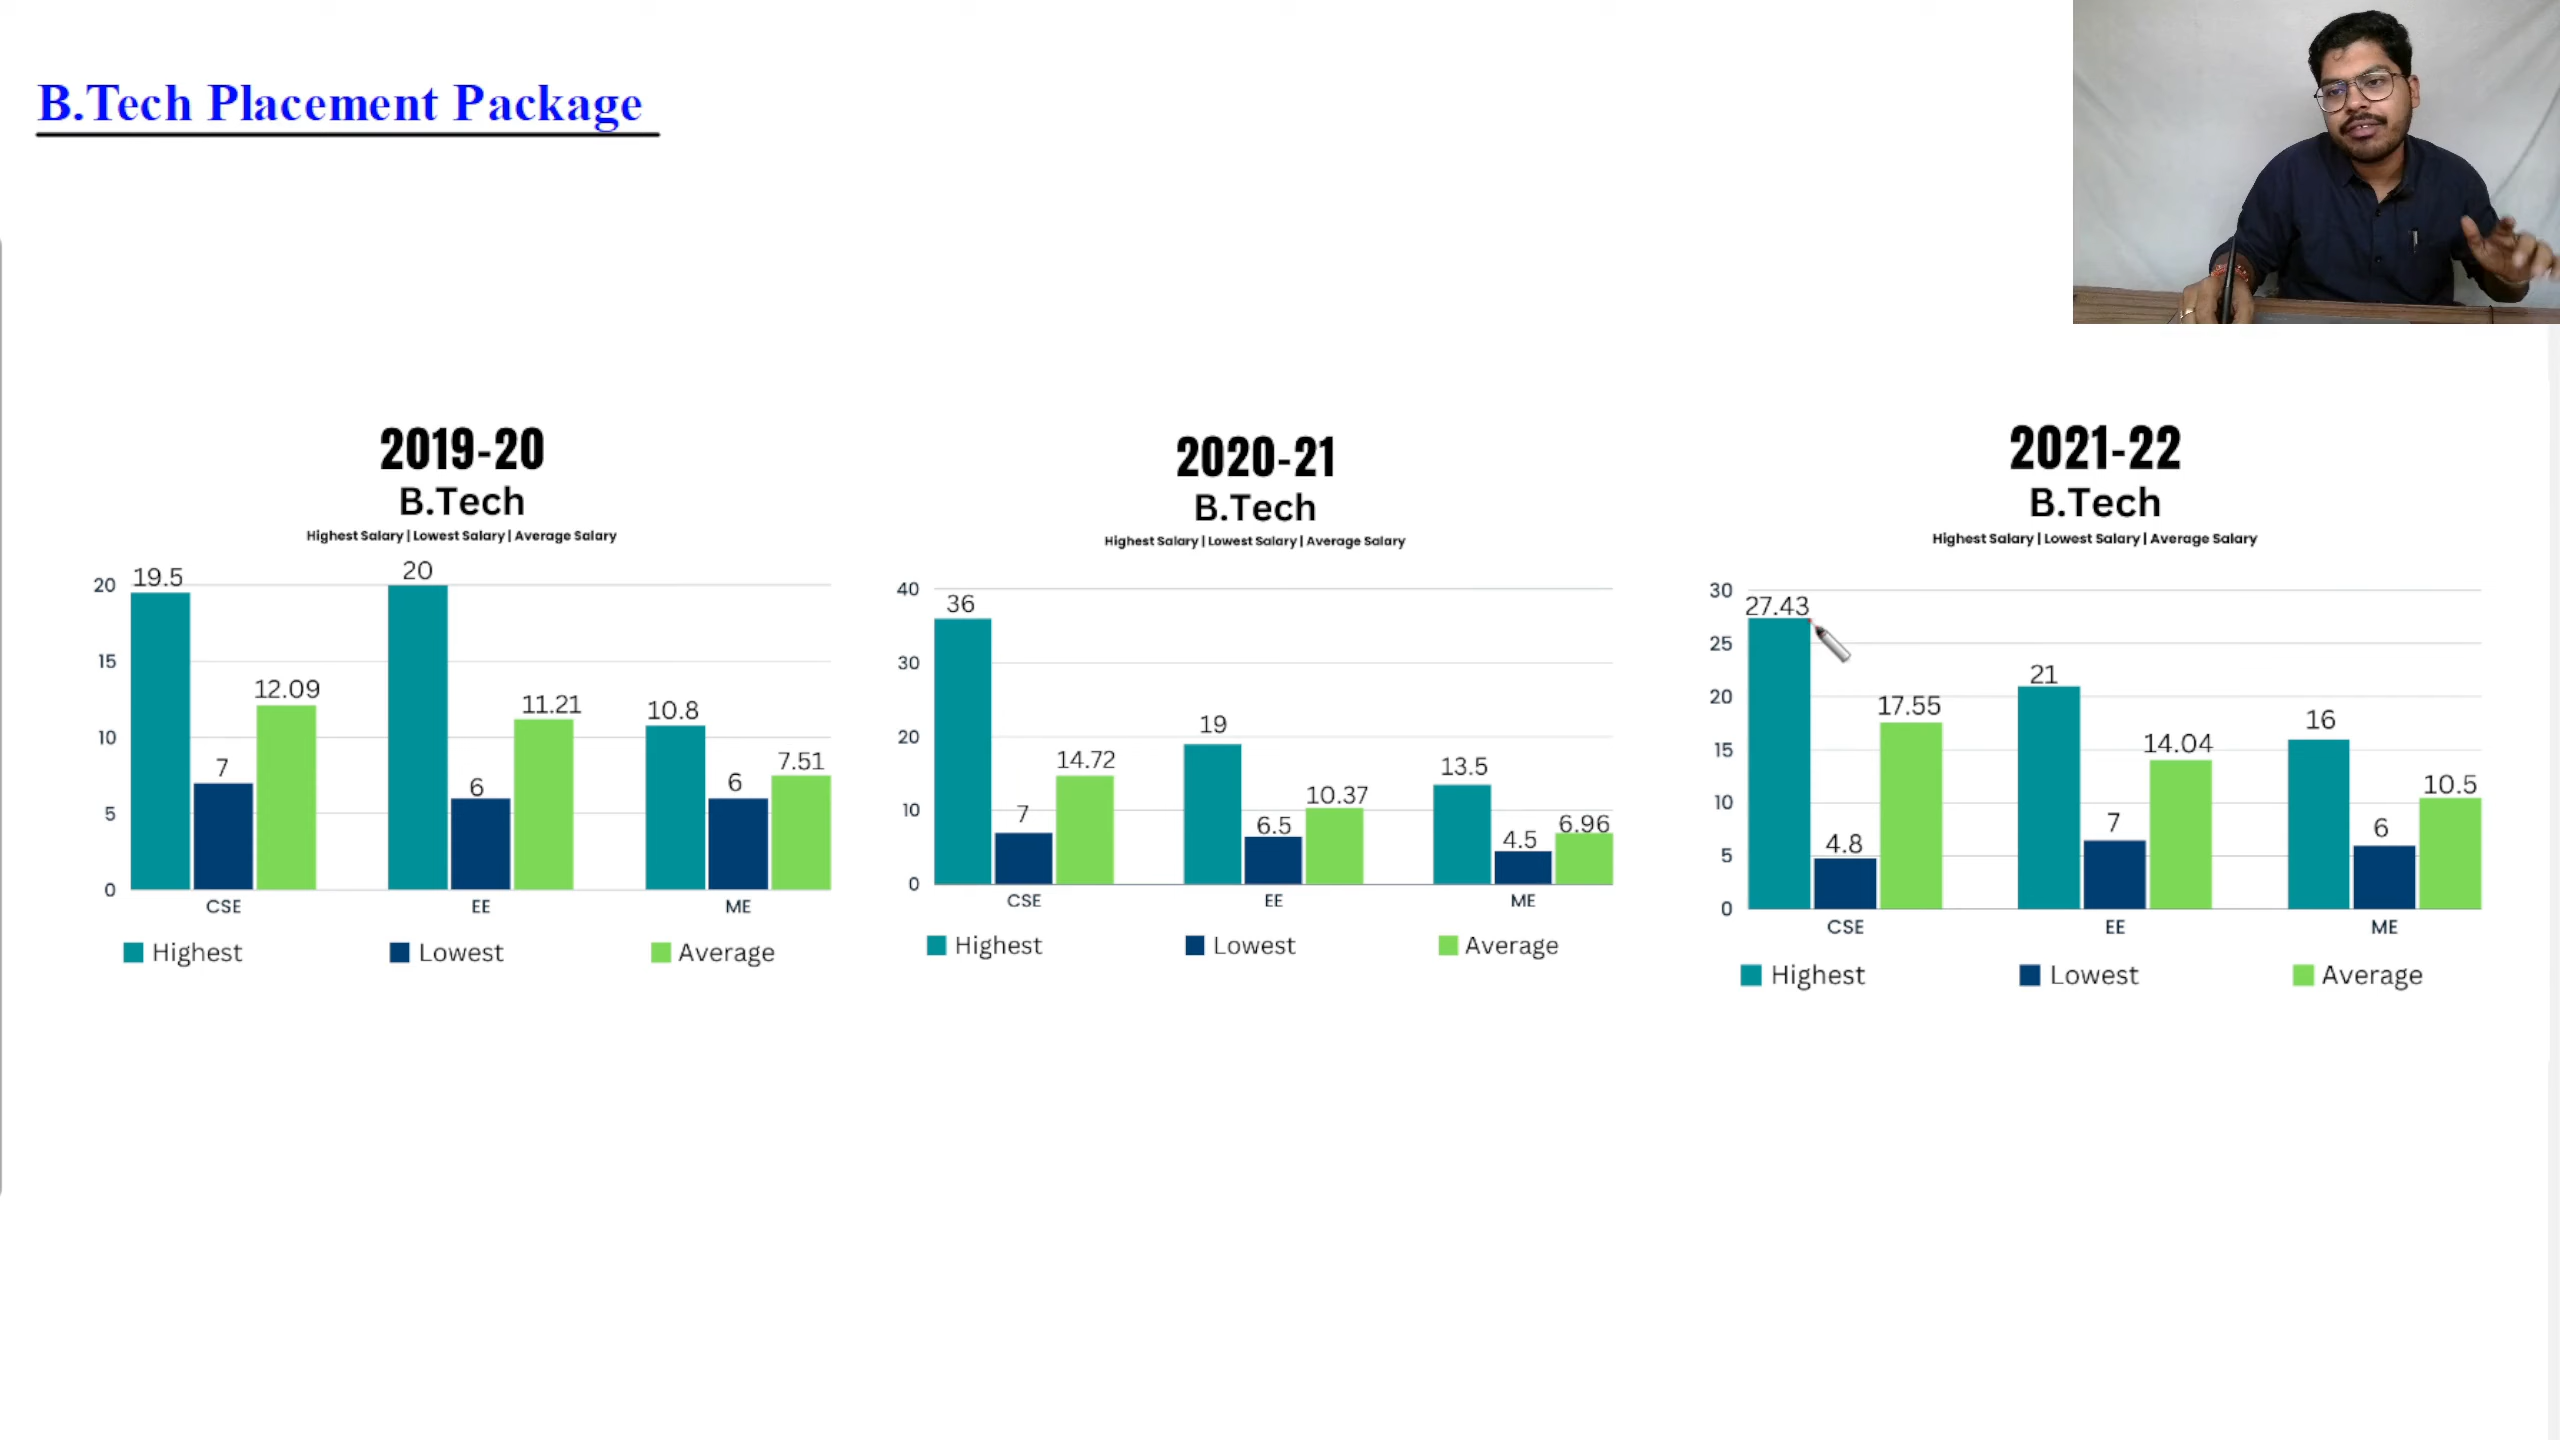 B.Tech Placement Package
2019-20
B.Tech
Highest Salary | Lowest Salary | Average Salary
20
15
10
5
0
19.5
7
12.09
20
6
11.21
10.8
6
7.51
CSE
EE
ME
Highest
Lowest
Average
2020-21
B.Tech
Highest Salary | Lowest Salary | Average Salary
40
30
20
10
0
36
7
14.72
19
6.5
10.37
13.5
4.5
6.96
CSE
EE
ME
Highest
Lowest
Average
2021-22
B.Tech
Highest Salary | Lowest Salary | Average Salary
30
25
20
15
10
5
0
27.43
4.8
17.55
21
7
14.04
16
6
10.5
CSE
EE
ME
Highest
Lowest
Average